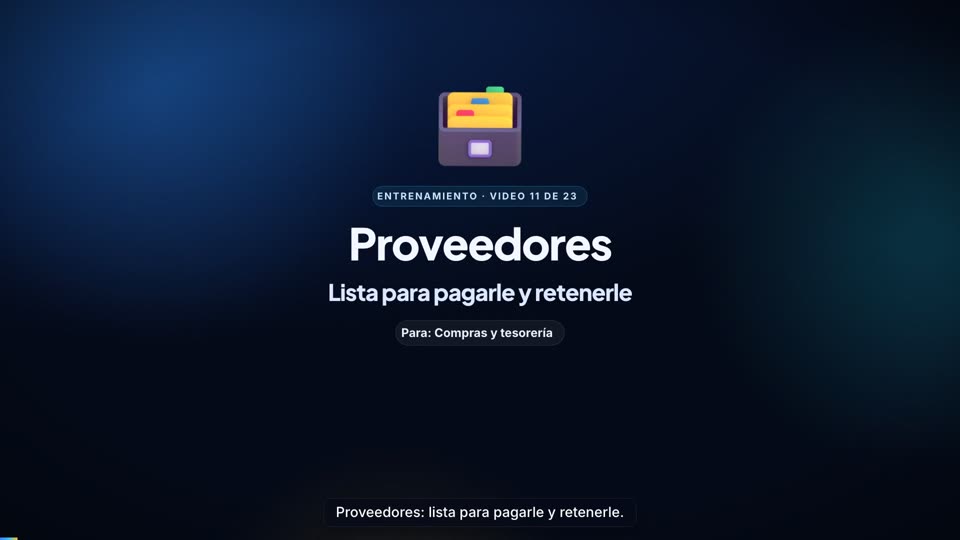 ENTRENAMIENTO · VIDEO 11 DE 23
Proveedores
Lista para pagarle y retenerle
Para: Compras y tesorería
Proveedores: lista para pagarle y retenerle.